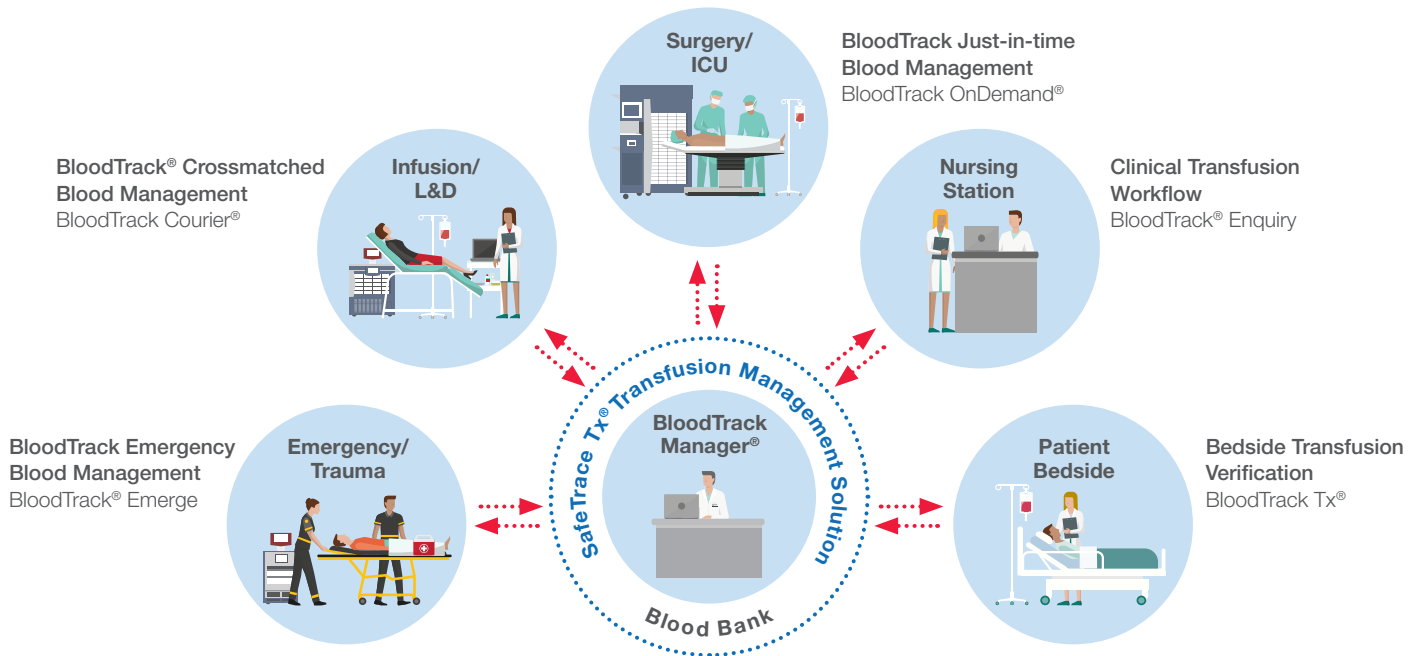 Surgery/
ICU
BloodTrack Just-in-time
Blood Management
BloodTrack OnDemand®
BloodTrack® Crossmatched
Blood Management
BloodTrack Courier®
Infusion/
L&D
Nursing
Station
Clinical Transfusion
Workflow
BloodTrack® Enquiry
SafeTrace Tx® Transfusion Management Solution
BloodTrack
Manager®
Blood Bank
BloodTrack Emergency
Blood Management
BloodTrack® Emerge
Emergency/
Trauma
Patient
Bedside
Bedside Transfusion
Verification
BloodTrack Tx®